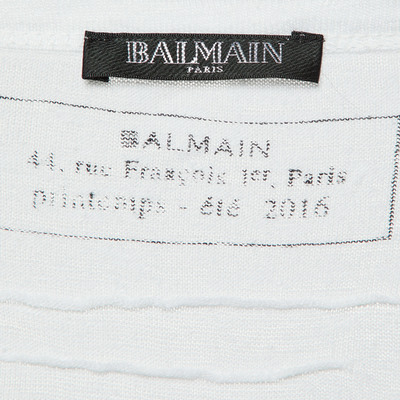 BALMAIN
PARIS
BALMAIN
44, rue François 1er, Paris
printemps - été 2016